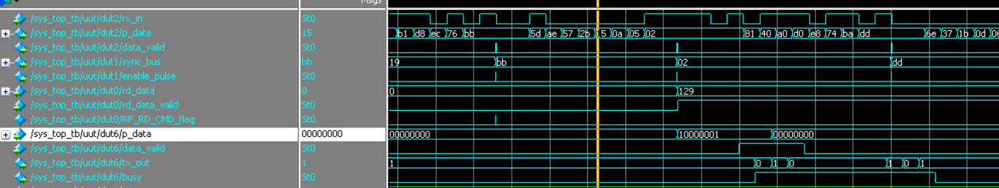 Msgs
/sys_top_tb/uut/dut2/rx_in St0
/sys_top_tb/uut/dut2/p_data 15 b1 d8 ec 76 bb 5d ae 57 2b 5 0a 05 02 81 40 a0 d0 e8 74 ba dd 6e 37 1b 0d 06
/sys_top_tb/uut/dut2/data_valid St0
/sys_top_tb/uut/dut1/sync_bus bb 19 bb 02 dd
/sys_top_tb/uut/dut1/enable_pulse St0
/sys_top_tb/uut/dut0/rd_data 0 0 129
/sys_top_tb/uut/dut0/rd_data_valid St0
/sys_top_tb/uut/dut0/RF_RD_CMD_flag St0
/sys_top_tb/uut/dut6/p_data 00000000 00000000 10000001 00000000
/sys_top_tb/uut/dut6/data_valid St0
/sys_top_tb/uut/dut6/tx_out 1 1 0 1 0 1 0 1
/sys_top_tb/uut/dut6/busy St0